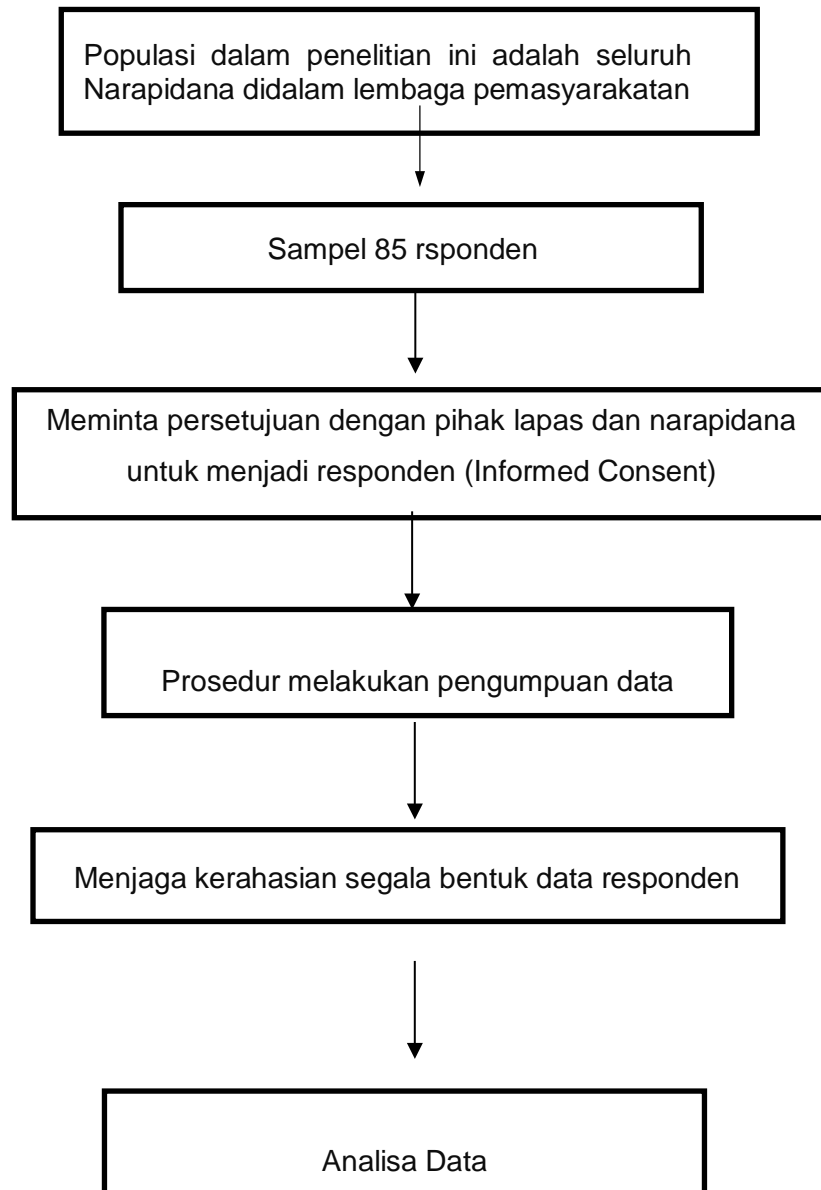 Populasi dalam penelitian ini adalah seluruh
Narapidana didalam lembaga pemasyarakatan
Sampel 85 rsponden
Meminta persetujuan dengan pihak lapas dan narapidana
untuk menjadi responden (Informed Consent)
Prosedur melakukan pengumpuan data
Menjaga kerahasian segala bentuk data responden
Analisa Data